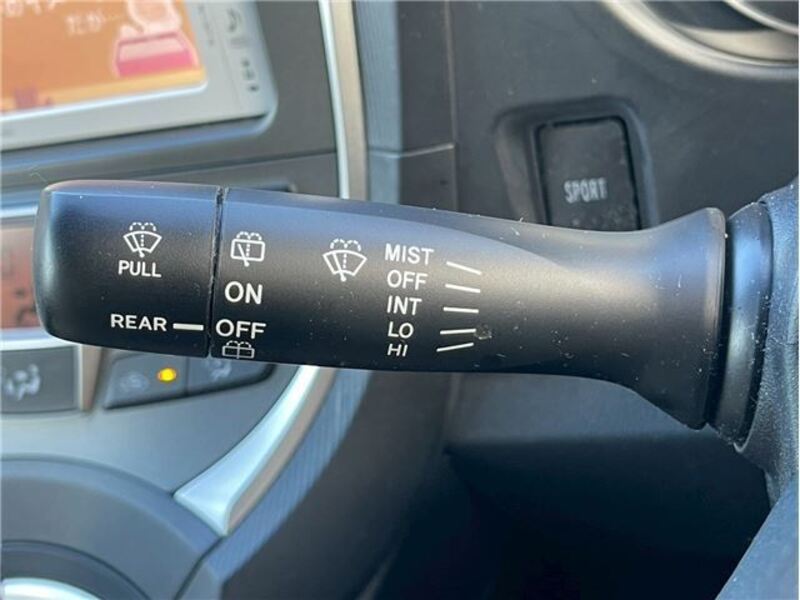 SPORT
PULL
REAR
ON
OFF
MIST
OFF
INT
LO
HI